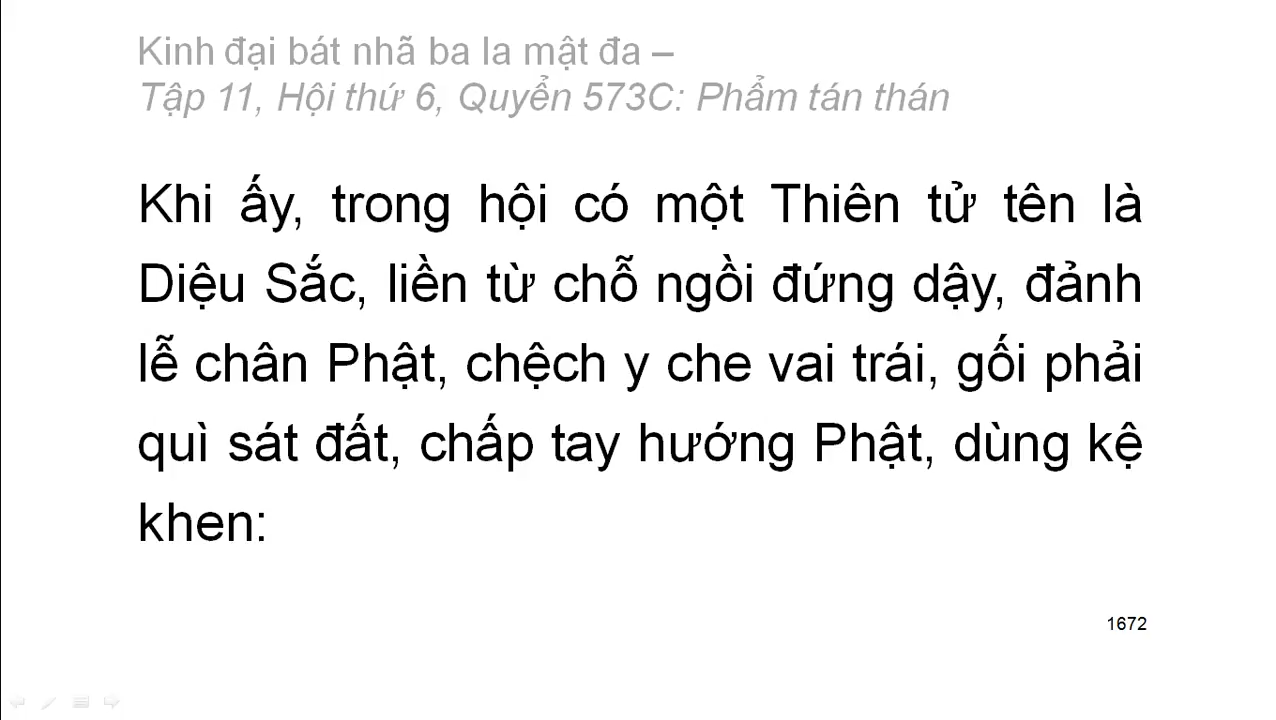 Kinh đại bát nhã ba la mật đa –
Tập 11, Hội thứ 6, Quyển 573C: Phẩm tán thán
Khi ấy, trong hội có một Thiên tử tên là
Diệu Sắc, liền từ chỗ ngồi đứng dậy, đảnh
lễ chân Phật, chệch y che vai trái, gối phải
quì sát đất, chấp tay hướng Phật, dùng kệ
khen:
1672